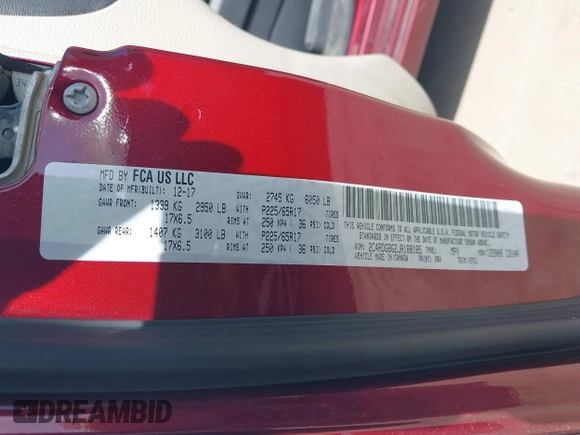 MFD BY FCA US LLC
DATE OF MFR(BUILT): 12-17 GVWR: 2745 KG 6050 LB
GAWR FRONT: 1339 KG 2950 LB WITH P225/65R17 TIRES
17X6.5 RIMS AT 250 KPA ( 36 PSI) COLD
GAWR REAR: 1407 KG 3100 LB WITH P225/65R17 TIRES
17X6.5 RIMS AT 250 KPA ( 36 PSI) COLD
THIS VEHICLE CONFORMS TO ALL APPLICABLE U.S.A. FEDERAL MOTOR VEHICLE SAFETY
STANDARDS IN EFFECT ON THE DATE OF MANUFACTURE SHOWN ABOVE.
TYPE: MPV
VEHICLE MADE IN CANADA PAINT: TRIM:
34
DREAMBID